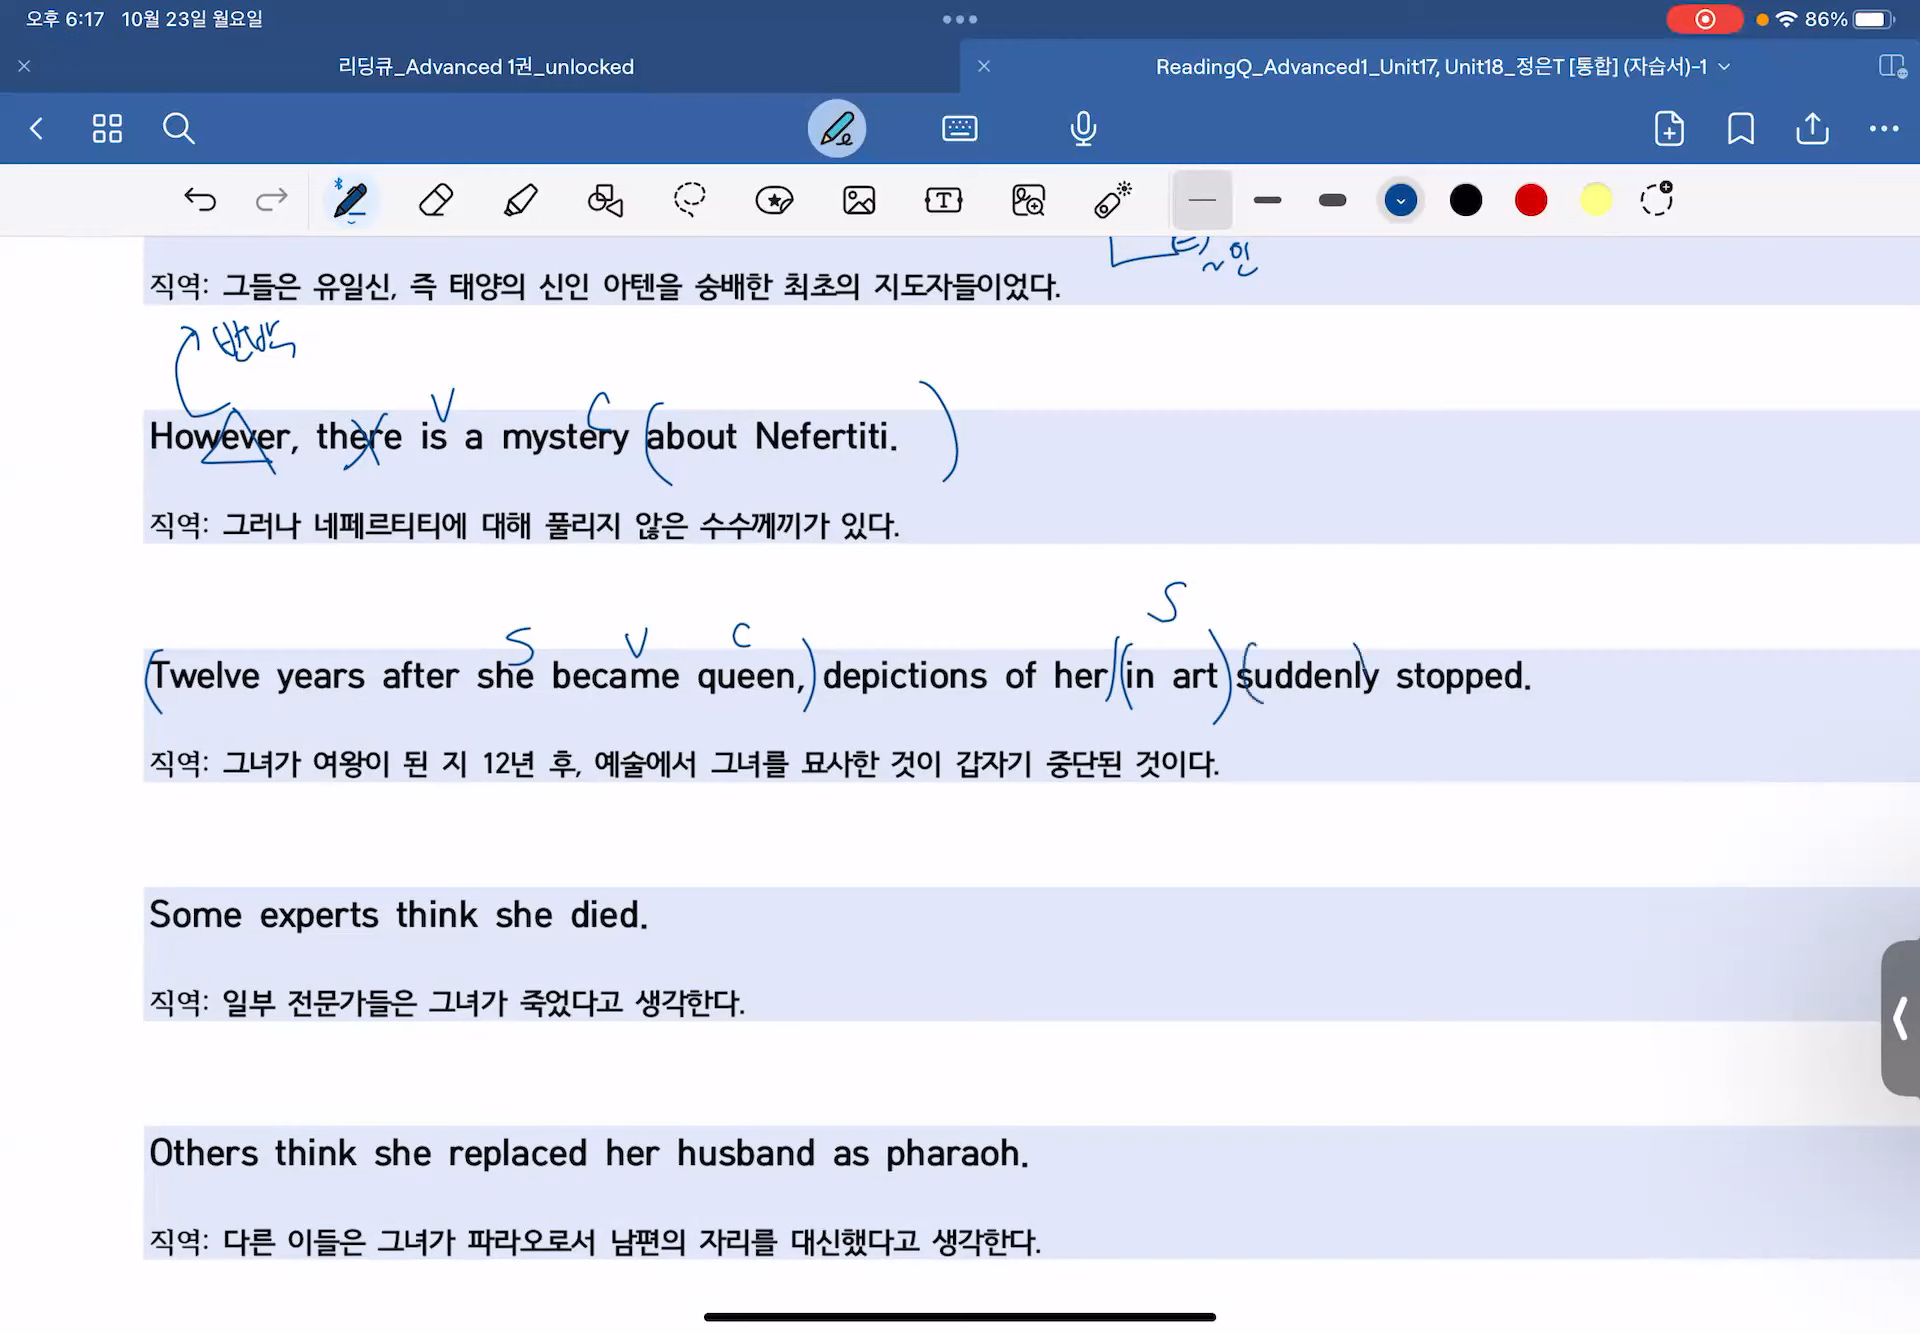 오후 6:17 10월 23일 월요일
86%
리딩큐_Advanced 1권_unlocked
ReadingQ_Advanced1_Unit17, Unit18_정은T [통합] (자습서)-1
직역: 그들은 유일신, 즉 태양의 신인 아텐을 숭배한 최초의 지도자들이었다.
~인
반박
V C
However, there is a mystery about Nefertiti.
직역: 그러나 네페르티티에 대해 풀리지 않은 수수께끼가 있다.
S
S V C
(Twelve years after she became queen,) depictions of her (in art) (suddenly) stopped.
직역: 그녀가 여왕이 된 지 12년 후, 예술에서 그녀를 묘사한 것이 갑자기 중단된 것이다.
Some experts think she died.
직역: 일부 전문가들은 그녀가 죽었다고 생각한다.
Others think she replaced her husband as pharaoh.
직역: 다른 이들은 그녀가 파라오로서 남편의 자리를 대신했다고 생각한다.